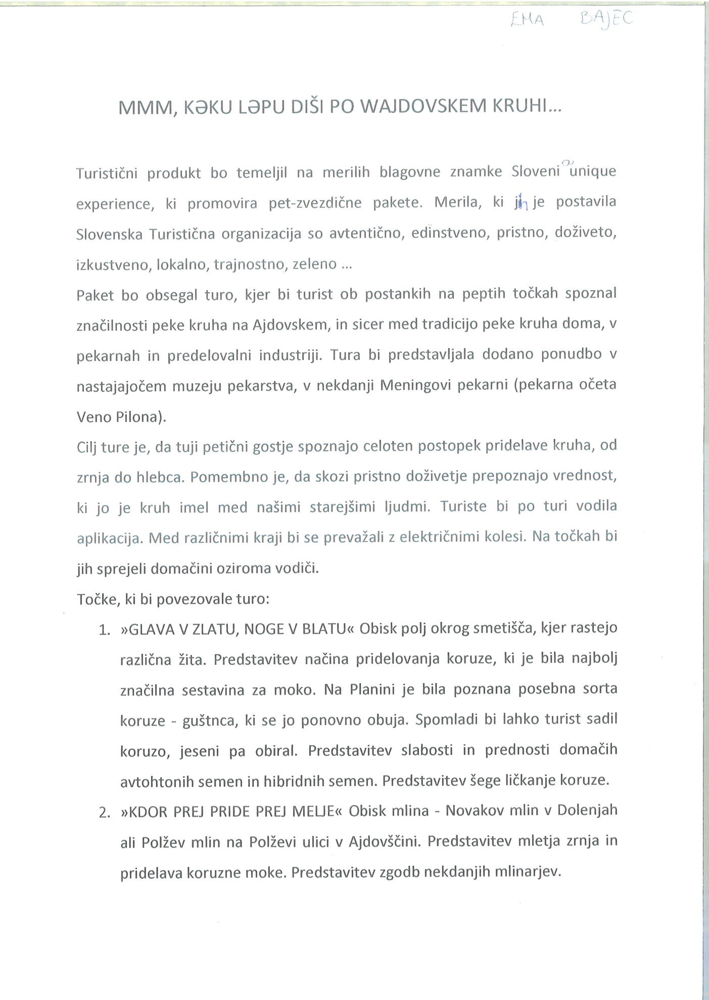 EMA BAJEC
MMM, KƏKU LƏPU DIŠI PO WAJDOVSKEM KRUHI...
Turistični produkt bo temeljil na merilih blagovne znamke Slovenia unique
experience, ki promovira pet-zvezdične pakete. Merila, ki jih je postavila
Slovenska Turistična organizacija so avtentično, edinstveno, pristno, doživeto,
izkustveno, lokalno, trajnostno, zeleno ...
Paket bo obsegal turo, kjer bi turist ob postankih na peptih točkah spoznal
značilnosti peke kruha na Ajdovskem, in sicer med tradicijo peke kruha doma, v
pekarnah in predelovalni industriji. Tura bi predstavljala dodano ponudbo v
nastajajočem muzeju pekarstva, v nekdanji Meningovi pekarni (pekarna očeta
Veno Pilona).
Cilj ture je, da tuji petični gostje spoznajo celoten postopek pridelave kruha, od
zrnja do hlebca. Pomembno je, da skozi pristno doživetje prepoznajo vrednost,
ki jo je kruh imel med našimi starejšimi ljudmi. Turiste bi po turi vodila
aplikacija. Med različnimi kraji bi se prevažali z električnimi kolesi. Na točkah bi
jih sprejeli domačini oziroma vodiči.
Točke, ki bi povezovale turo:
1. »GLAVA V ZLATU, NOGE V BLATU« Obisk polj okrog smetišča, kjer rastejo
različna žita. Predstavitev načina pridelovanja koruze, ki je bila najbolj
značilna sestavina za moko. Na Planini je bila poznana posebna sorta
koruze - guštnca, ki se jo ponovno obuja. Spomladi bi lahko turist sadil
koruzo, jeseni pa obiral. Predstavitev slabosti in prednosti domačih
avtohtonih semen in hibridnih semen. Predstavitev šege ličkanje koruze.
2. »KDOR PREJ PRIDE PREJ MELJE« Obisk mlina - Novakov mlin v Dolenjah
ali Polžev mlin na Polževi ulici v Ajdovščini. Predstavitev mletja zrnja in
pridelava koruzne moke. Predstavitev zgodb nekdanjih mlinarjev.